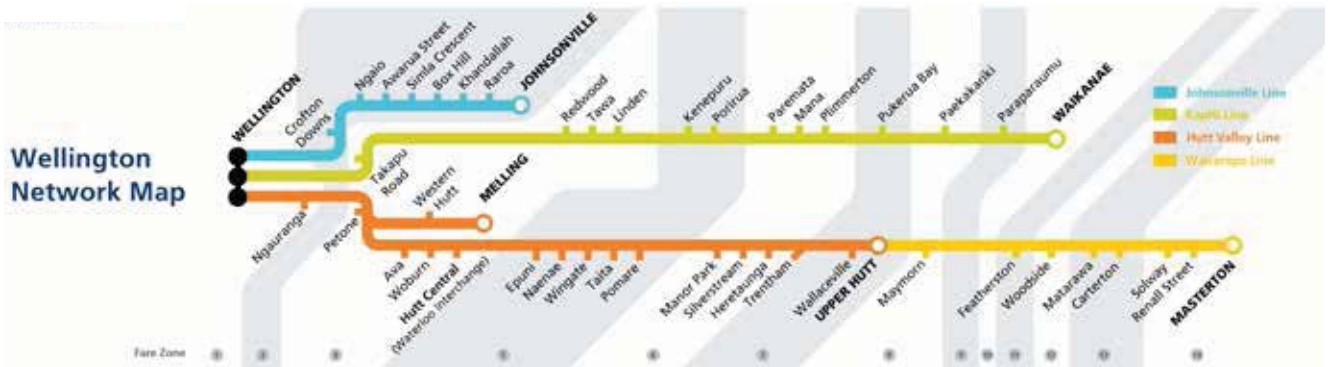 Wellington
Network Map
WELLINGTON
Crofton
Downs
Ngaio
Awarua Street
Simla Crescent
Box Hill
Khandallah
Raroa
JOHNSONVILLE
Takapu
Road
Redwood
Tawa
Linden
Kenepuru
Porirua
Paremata
Mana
Plimmerton
Pukerua Bay
Paekakariki
Paraparaumu
WAIKANAE
Johnsonville Line
Kapiti Line
Hutt Valley Line
Wairarapa Line
Ngauranga
Petone
Western
Hutt
MELLING
Ava
Woburn
Hutt Central
(Waterloo Interchange)
Epuni
Naenae
Wingate
Taita
Pomare
Manor Park
Silverstream
Heretaunga
Trentham
Wallaceville
UPPER HUTT
Maymorn
Featherston
Woodside
Matarawa
Carterton
Solway
Renall Street
MASTERTON
Fare Zone